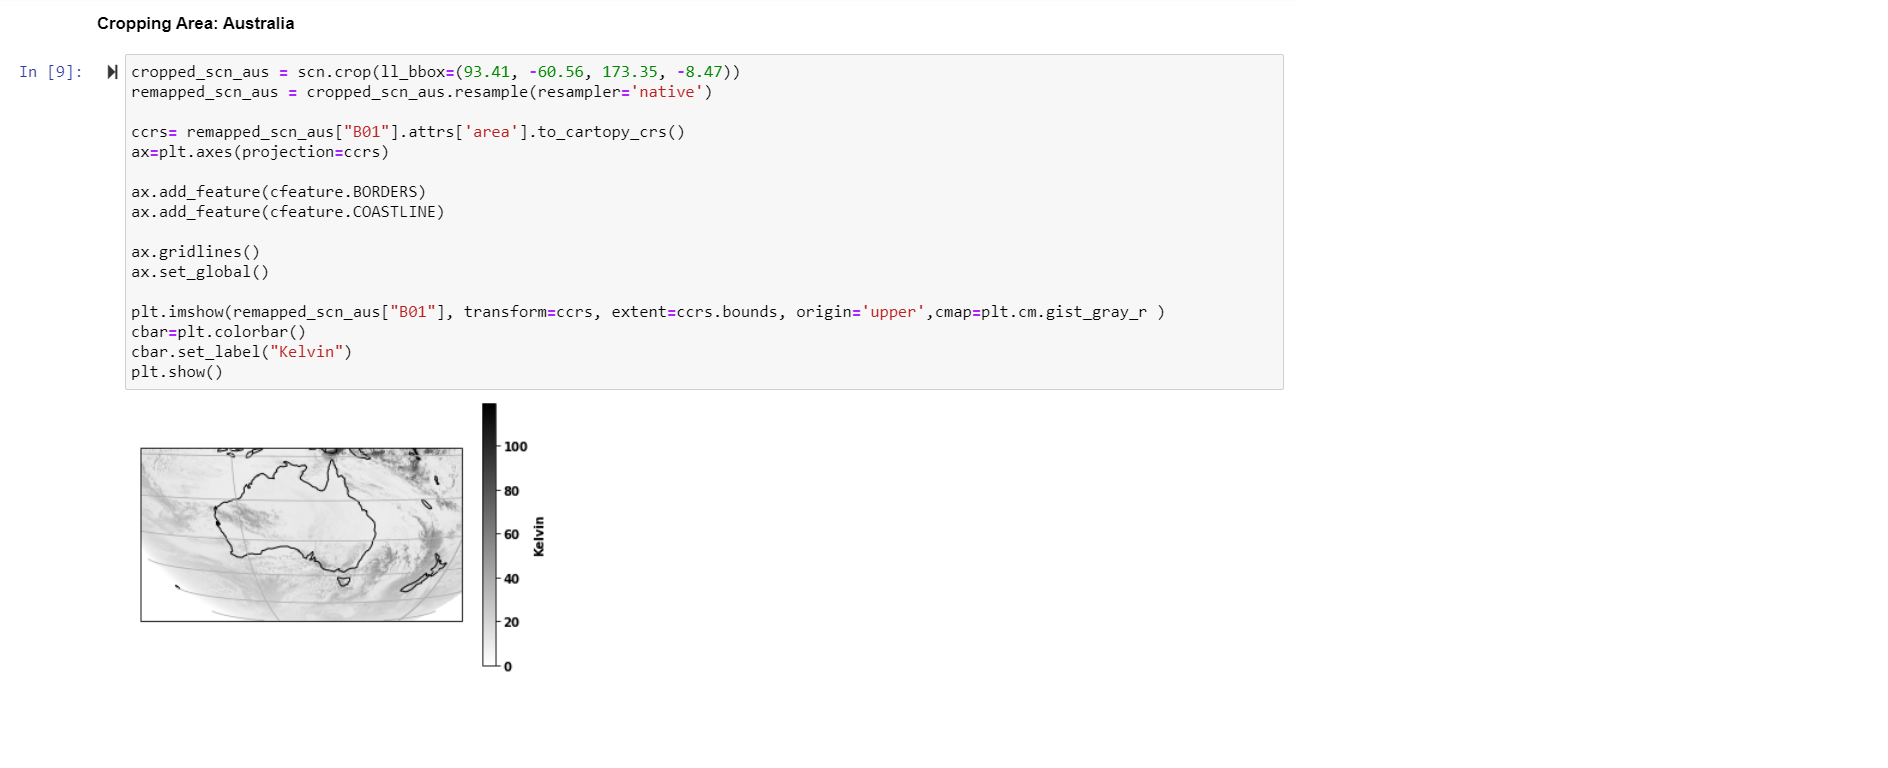 Cropping Area: Australia
In [9]:
cropped_scn_aus = scn.crop(ll_bbox=(93.41, -60.56, 173.35, -8.47))
remapped_scn_aus = cropped_scn_aus.resample(resampler='native')
ccrs= remapped_scn_aus["B01"].attrs['area'].to_cartopy_crs()
ax=plt.axes(projection=ccrs)
ax.add_feature(cfeature.BORDERS)
ax.add_feature(cfeature.COASTLINE)
ax.gridlines()
ax.set_global()
plt.imshow(remapped_scn_aus["B01"], transform=ccrs, extent=ccrs.bounds, origin='upper',cmap=plt.cm.gist_gray_r )
cbar=plt.colorbar()
cbar.set_label("Kelvin")
plt.show()
100
80
60
40
20
0
Kelvin